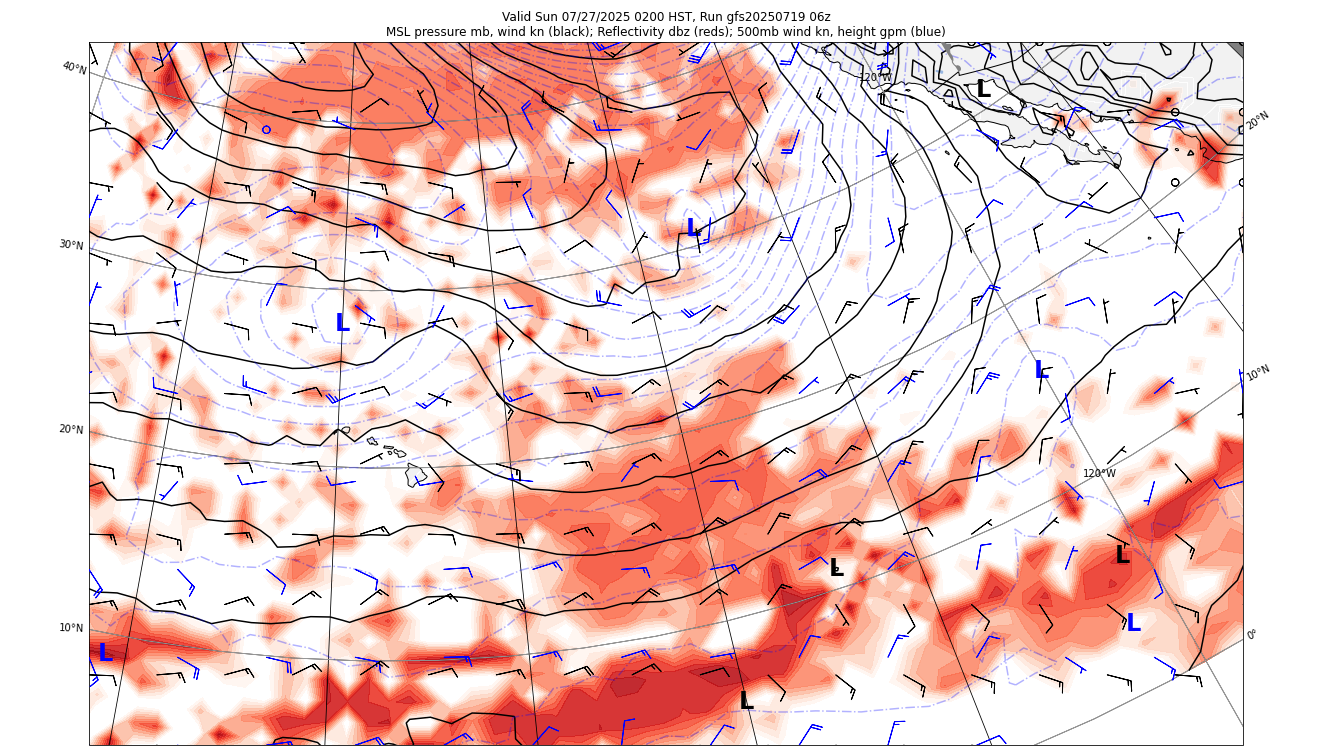 Valid Sun 07/27/2025 0200 HST, Run gfs20250719 06z
MSL pressure mb, wind kn (black); Reflectivity dbz (reds); 500mb wind kn, height gpm (blue)
40°N
120°W
L
20°N
L
30°N
L
L
10°N
20°N
120°W
L
L
10°N
L
0°
L
L